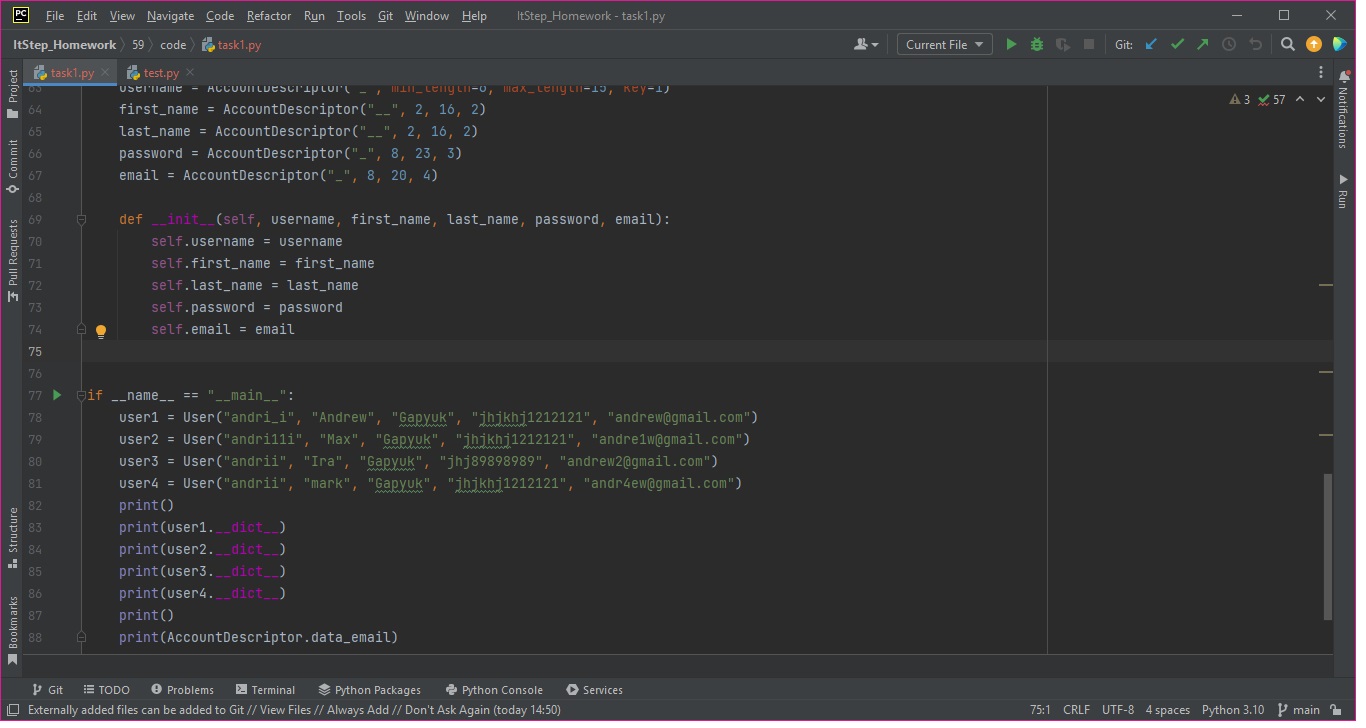 PC File Edit View Navigate Code Refactor Run Tools Git Window Help ItStep_Homework - task1.py
ItStep_Homework 59 code task1.py Current File Git:
task1.py test.py
Project
Commit
Pull Requests
Structure
Bookmarks
Notifications
Run
3 57
63 username = AccountDescriptor("_", min_length=6, max_length=15, key=1)
64 first_name = AccountDescriptor("__", 2, 16, 2)
65 last_name = AccountDescriptor("__", 2, 16, 2)
66 password = AccountDescriptor("_", 8, 23, 3)
67 email = AccountDescriptor("_", 8, 20, 4)
68
69 def __init__(self, username, first_name, last_name, password, email):
70 self.username = username
71 self.first_name = first_name
72 self.last_name = last_name
73 self.password = password
74 self.email = email
75
76
77 if __name__ == "__main__":
78 user1 = User("andri_i", "Andrew", "Gapyuk", "jhjkhj1212121", "andrew@gmail.com")
79 user2 = User("andri11i", "Max", "Gapyuk", "jhjkhj1212121", "andre1w@gmail.com")
80 user3 = User("andrii", "Ira", "Gapyuk", "jhj89898989", "andrew2@gmail.com")
81 user4 = User("andrii", "mark", "Gapyuk", "jhjkhj1212121", "andr4ew@gmail.com")
82 print()
83 print(user1.__dict__)
84 print(user2.__dict__)
85 print(user3.__dict__)
86 print(user4.__dict__)
87 print()
88 print(AccountDescriptor.data_email)
Git TODO Problems Terminal Python Packages Python Console Services
Externally added files can be added to Git // View Files // Always Add // Don't Ask Again (today 14:50) 75:1 CRLF UTF-8 4 spaces Python 3.10 main